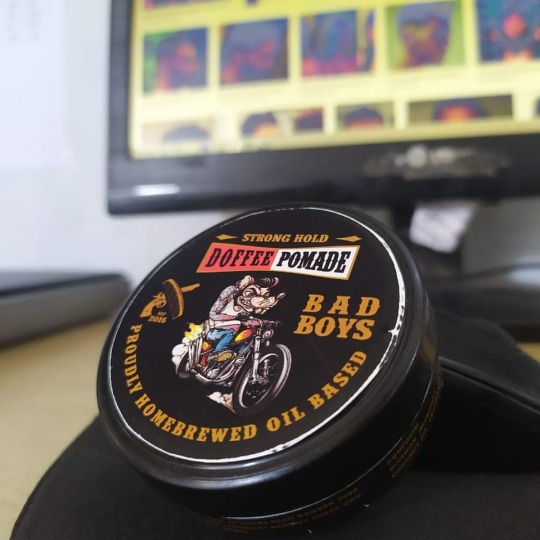 STRONG HOLD
DOFFEE POMADE
EST
2016
BAD
BOYS
PROUDLY HOMEBREWED OIL BASED